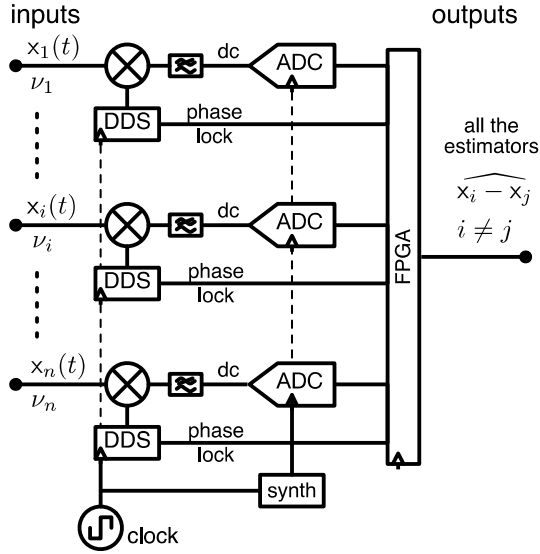 inputs
outputs
x₁(t)
ν₁
dc
ADC
DDS
phase
lock
all the
estimators
x̂ᵢ − xⱼ
i ≠ j
xᵢ(t)
νᵢ
dc
ADC
DDS
phase
lock
FPGA
xₙ(t)
νₙ
dc
ADC
DDS
phase
lock
synth
clock